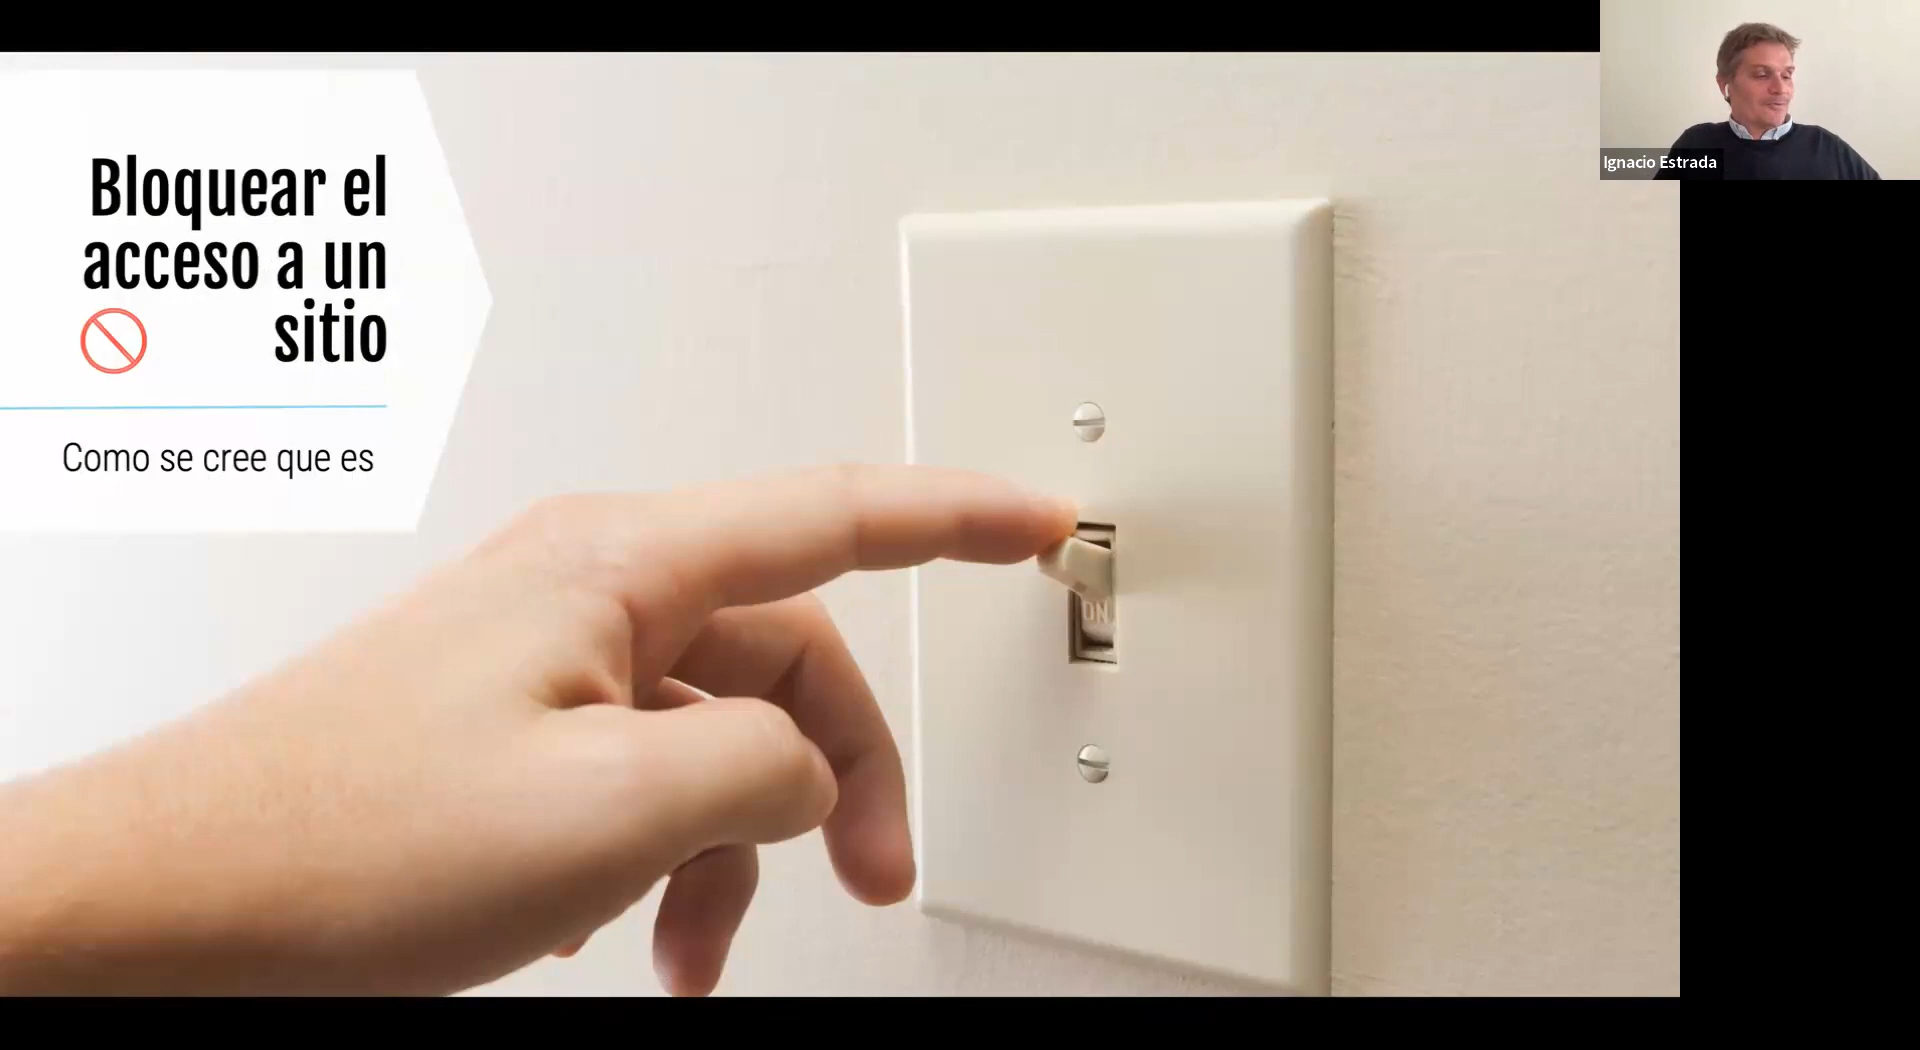 Bloquear el
acceso a un
sitio
Como se cree que es
ON
Ignacio Estrada